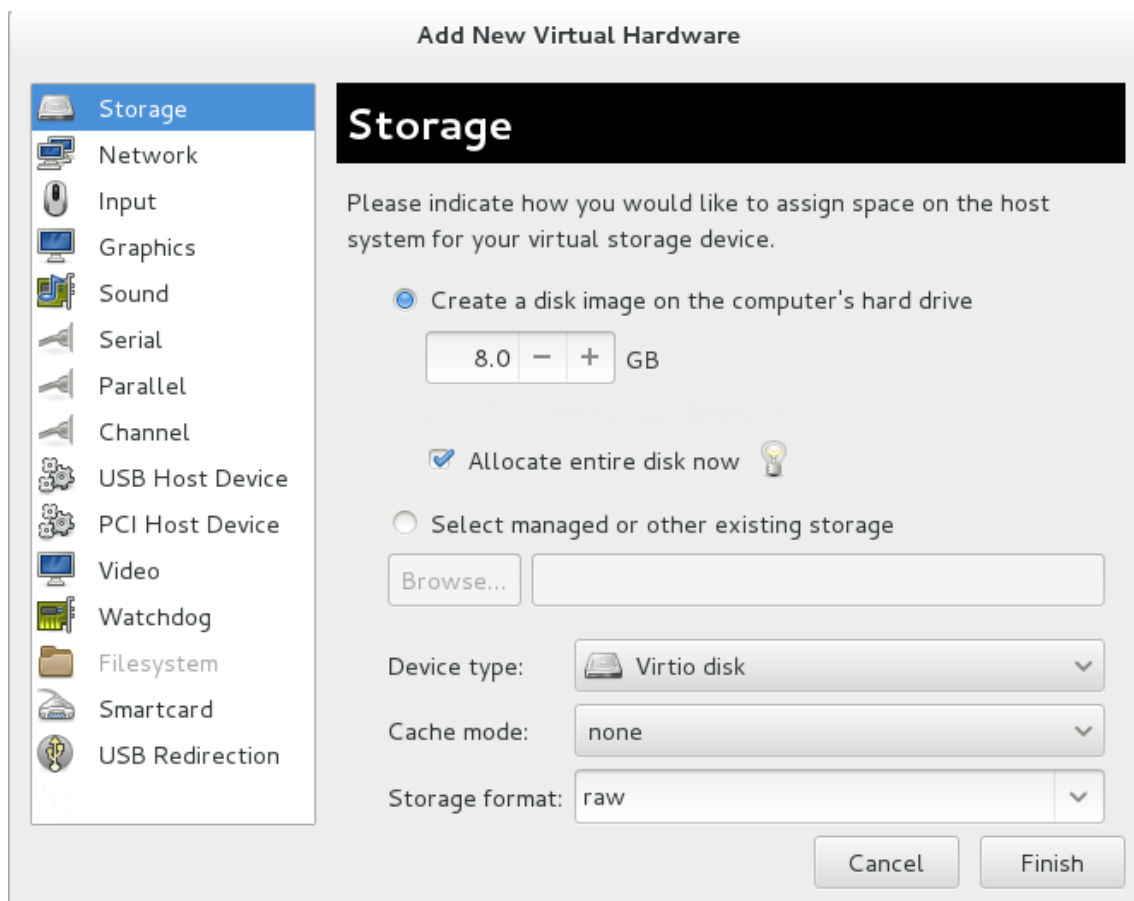 Add New Virtual Hardware
Storage
Network
Input
Graphics
Sound
Serial
Parallel
Channel
USB Host Device
PCI Host Device
Video
Watchdog
Filesystem
Smartcard
USB Redirection
Storage
Please indicate how you would like to assign space on the host
system for your virtual storage device.
Create a disk image on the computer's hard drive
8.0 − + GB
Allocate entire disk now
Select managed or other existing storage
Browse...
Device type: Virtio disk
Cache mode: none
Storage format: raw
Cancel Finish